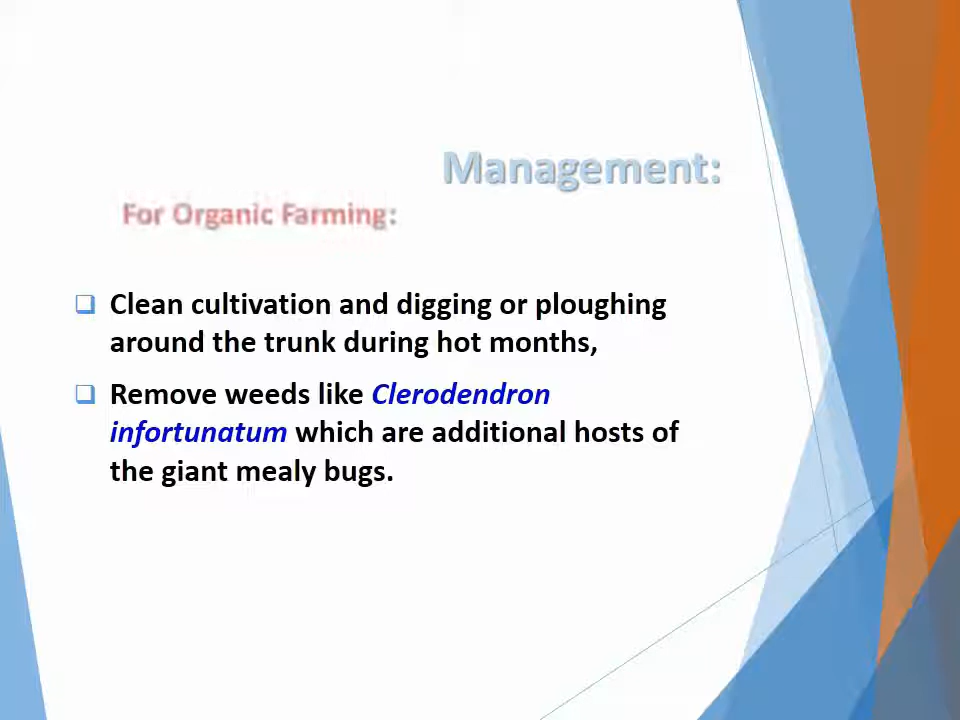 Management:
For Organic Farming:
Clean cultivation and digging or ploughing
around the trunk during hot months,
Remove weeds like Clerodendron
infortunatum which are additional hosts of
the giant mealy bugs.